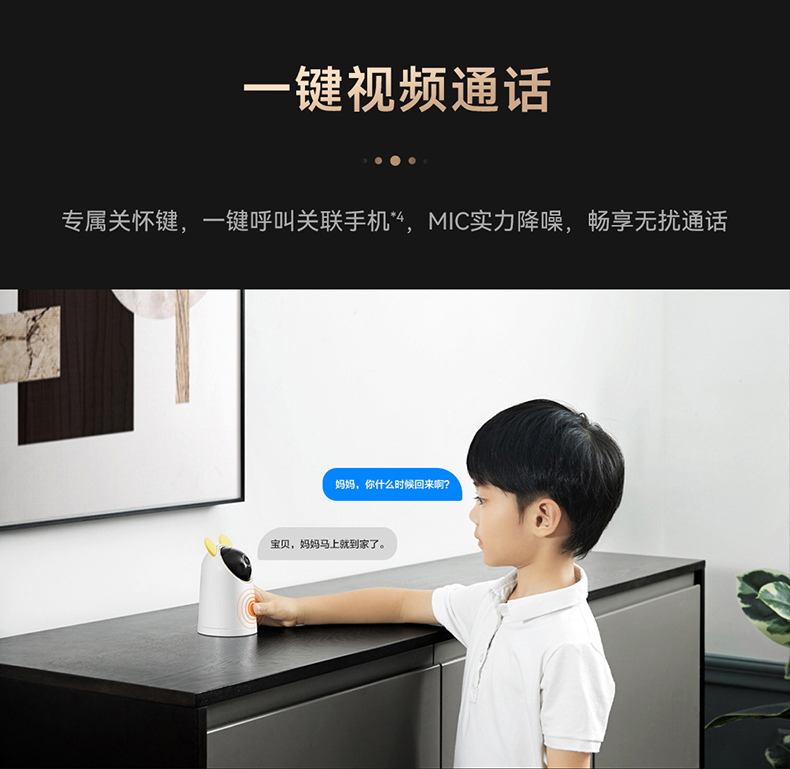 一键视频通话
专属关怀键，一键呼叫关联手机*4，MIC实力降噪，畅享无扰通话
妈妈，你什么时候回来啊？
宝贝，妈妈马上就到家了。